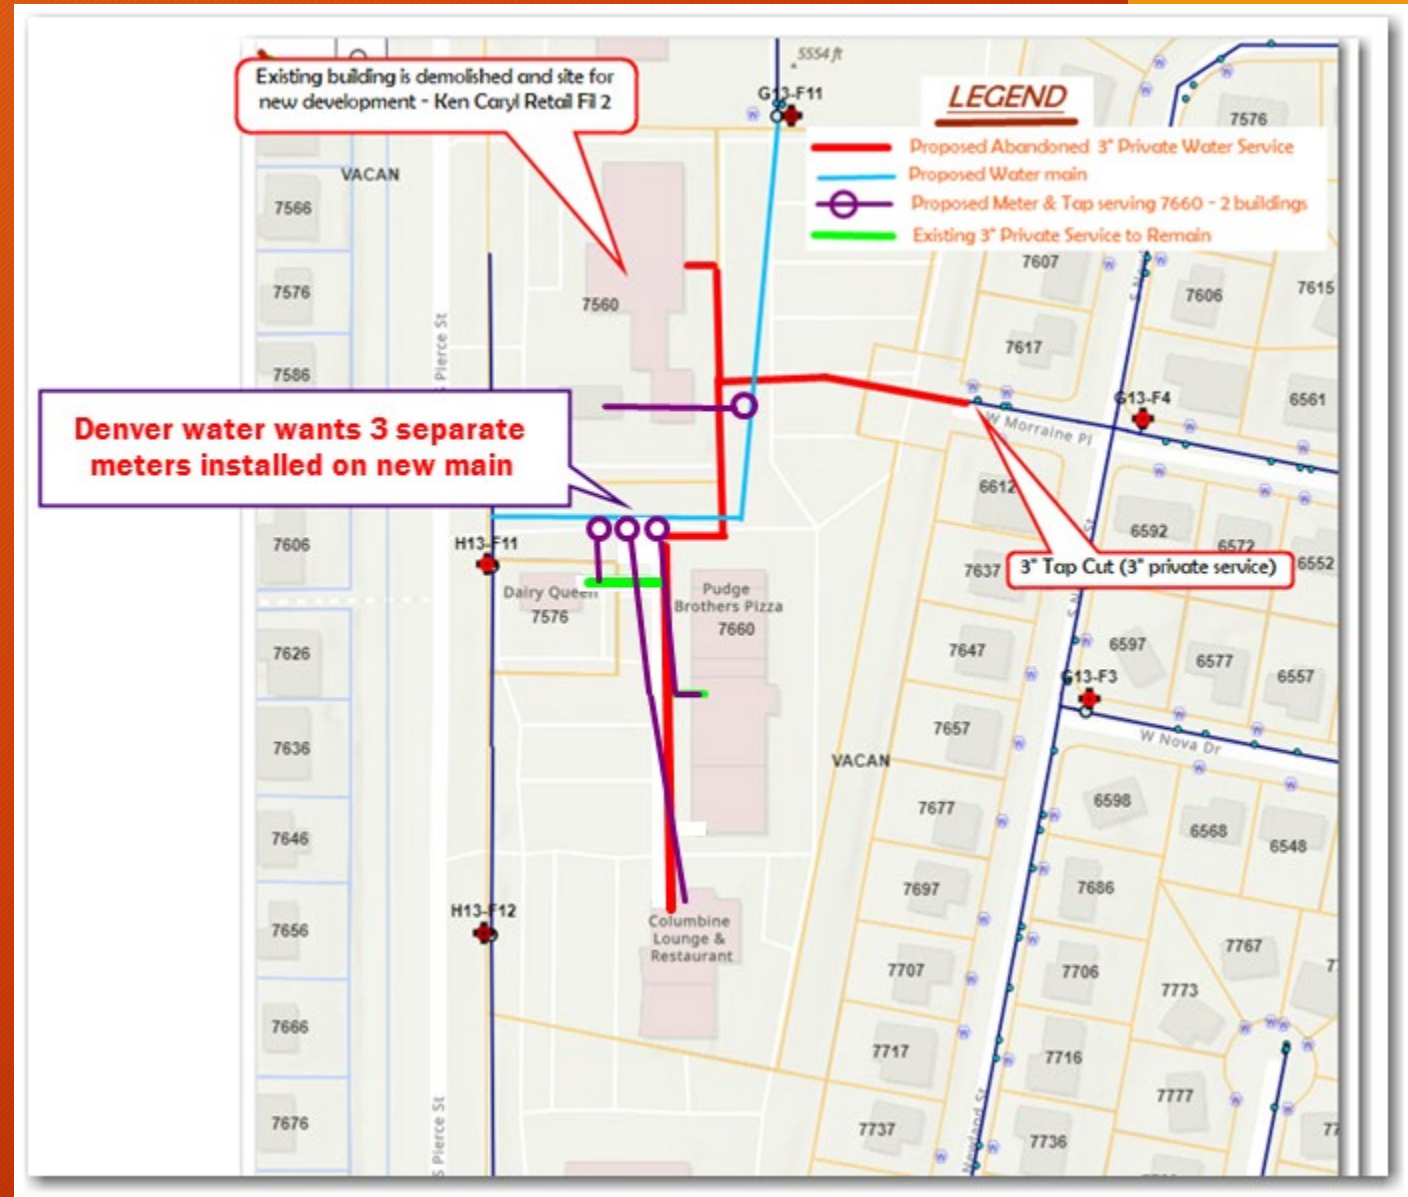 Existing building is demolished and site for
new development - Ken Caryl Retail Fil 2
5554 ft
G13-F11
LEGEND
Proposed Abandoned 3" Private Water Service
Proposed Water main
Proposed Meter & Tap serving 7660 - 2 buildings
Existing 3" Private Service to Remain
7576
VACAN
7566
7576
7586
7560
S Pierce St
7607
7606
7615
7617
G13-F4
6561
W Morraine Pl
Denver water wants 3 separate
meters installed on new main
6612
6592
6572
6552
3" Tap Cut (3" private service)
7606
H13-F11
7637
Dairy Queen
7576
Pudge
Brothers Pizza
7660
7626
7647
6597
6577
6557
G13-F3
7636
7657
W Nova Dr
VACAN
7677
6598
6568
6548
7646
7697
7686
H13-F12
7656
Columbine
Lounge &
Restaurant
7707
7706
7767
7773
7666
7717
7716
7777
7676
S Pierce St
7737
7736
Newland St